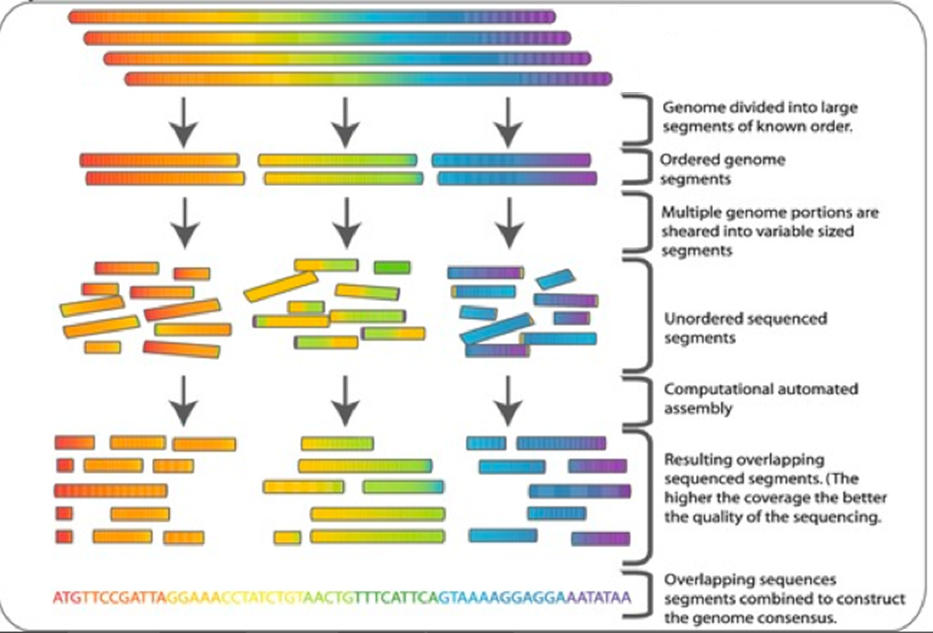 Genome divided into large
segments of known order.
Ordered genome
segments
Multiple genome portions are
sheared into variable sized
segments
Unordered sequenced
segments
Computational automated
assembly
Resulting overlapping
sequenced segments. (The
higher the coverage the better
the quality of the sequencing.
ATGTTCCGATTAGGAAACCTATCTGTAACTGTTTCATTCAGTAAAAGGAGGAAATATAA
Overlapping sequences
segments combined to construct
the genome consensus.